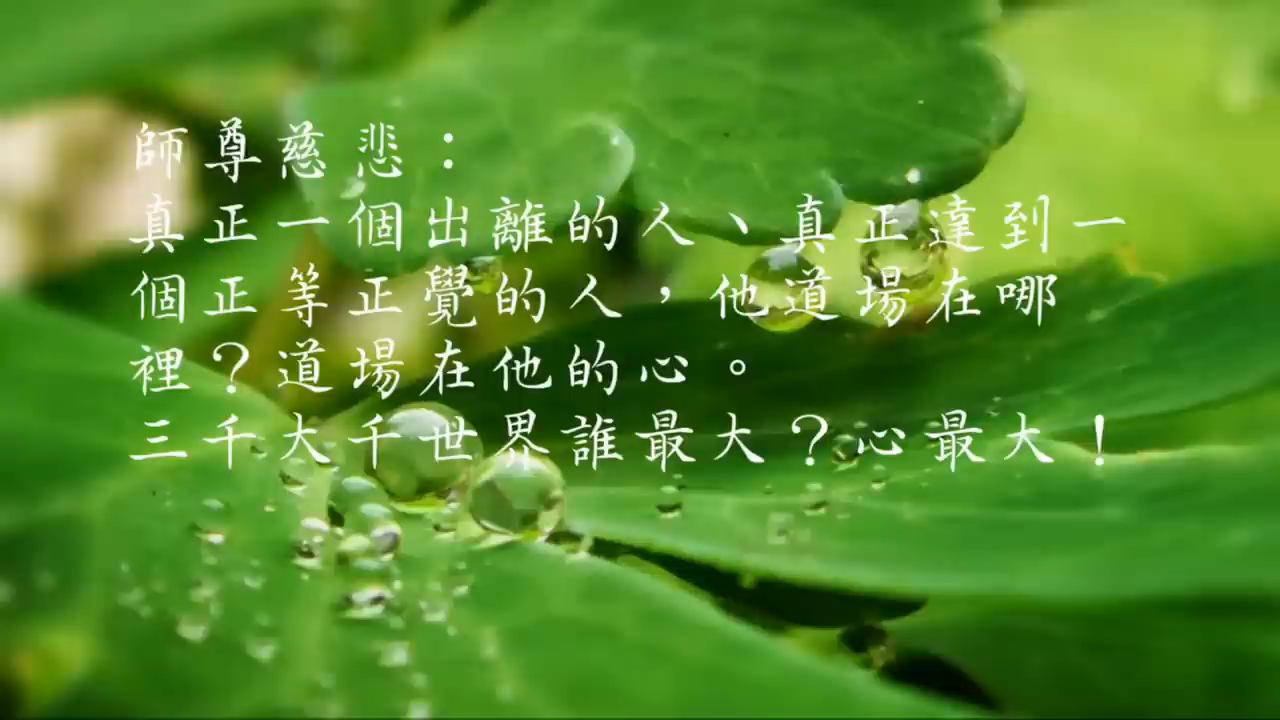 師尊慈悲：
真正一個出離的人、真正達到一
個正等正覺的人，他道場在哪
裡？道場在他的心。
三千大千世界誰最大？心最大！